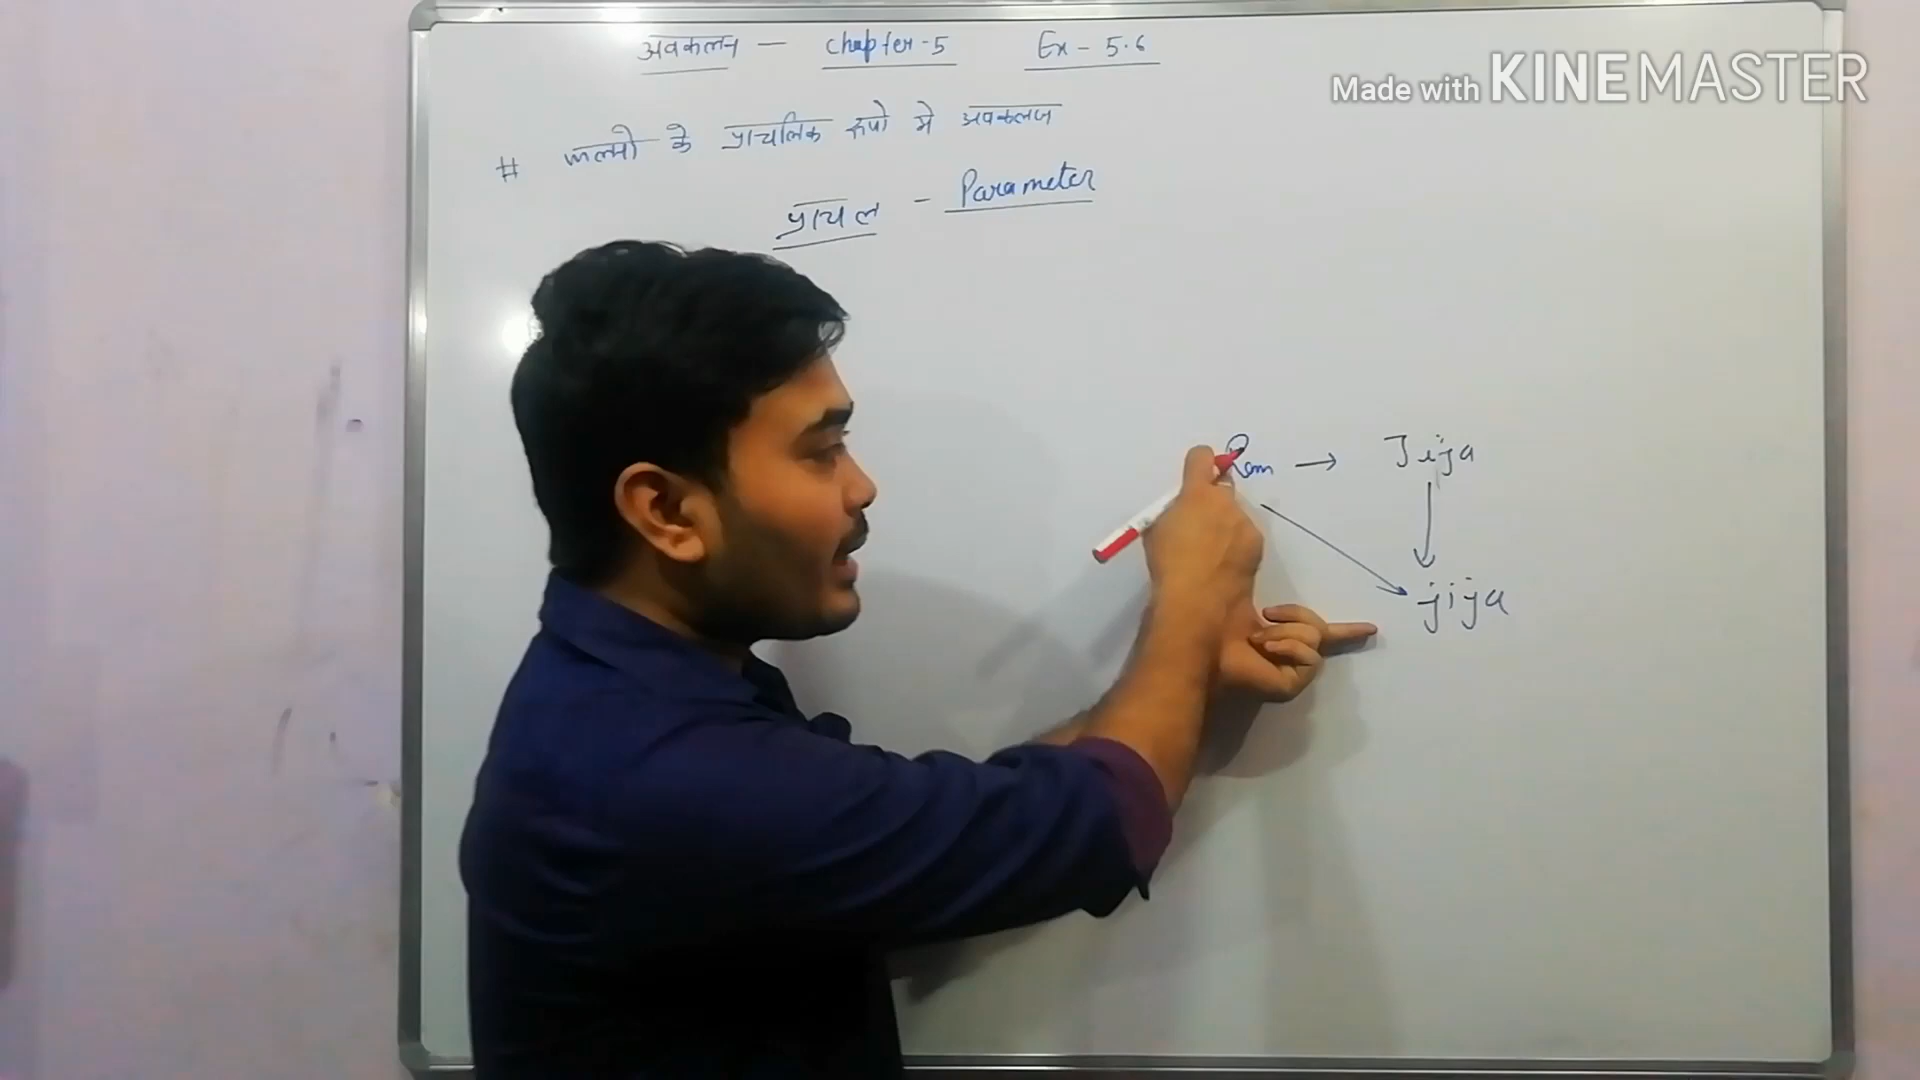 अवकलन — Chapter-5 Ex - 5.6
Made with KINEMASTER
# फलनो के प्राचलिक रूपो मे अवकलज
प्राचल - Parameter
Ram → Jija
jija